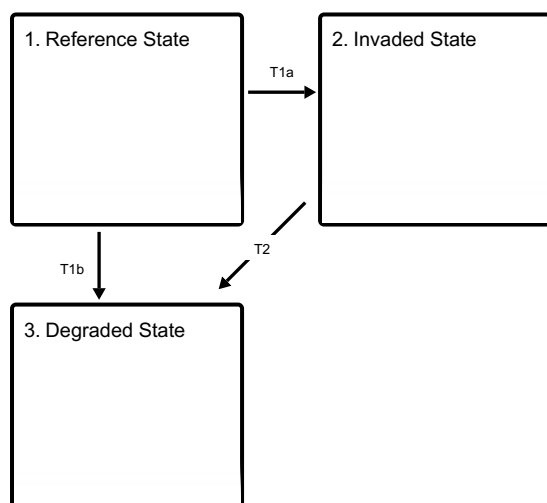 1. Reference State
2. Invaded State
T1a
T1b
T2
3. Degraded State